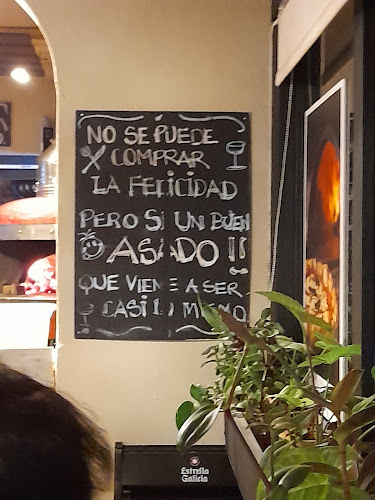 NO SE PUEDE
COMPRAR
LA FELICIDAD
PERO SI UN BUEN
ASADO !!
QUE VIENE A SER
CASI LO MISMO
Estrella
Galicia